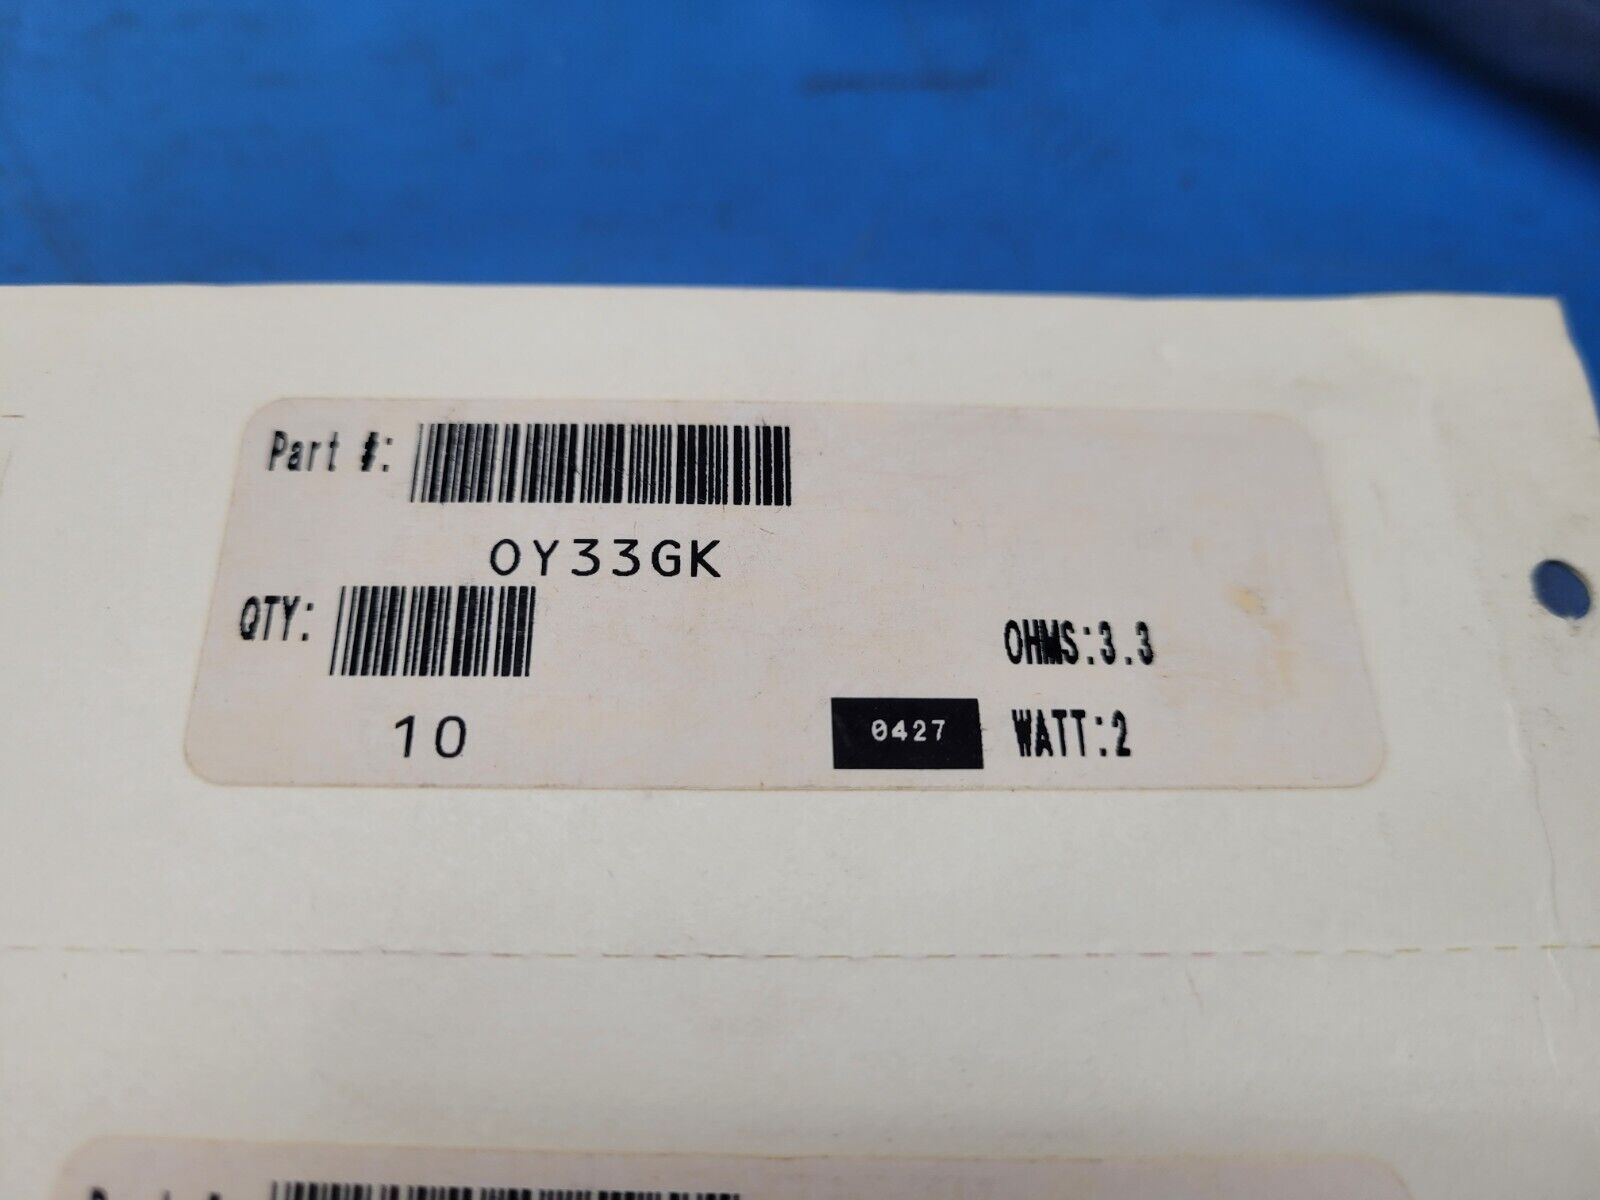 Part #:
OY33GK
QTY:
10
OHMS:3.3
0427
WATT:2